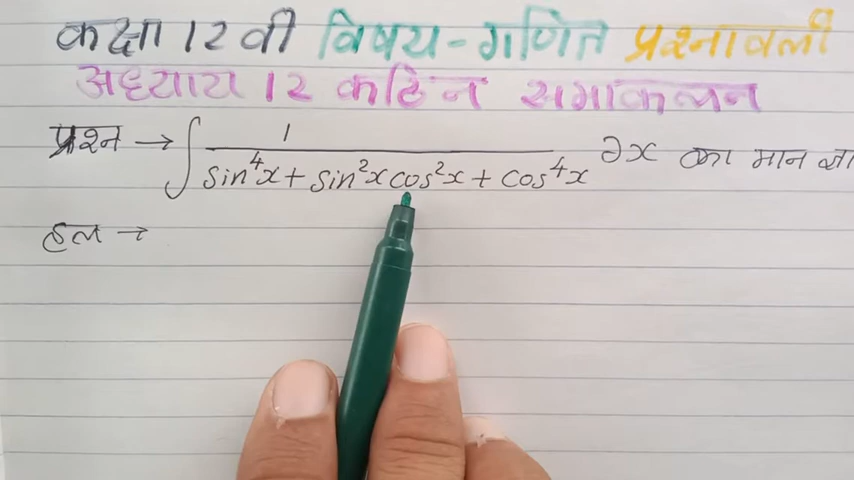 कक्षा 12 वी विषय-गणित प्रश्नावली
अध्याय 12 कठिन समाकलन
प्रश्न → ∫ 1 / (sin⁴x + sin²x cos²x + cos⁴x) ∂x का मान ज्ञा
हल →